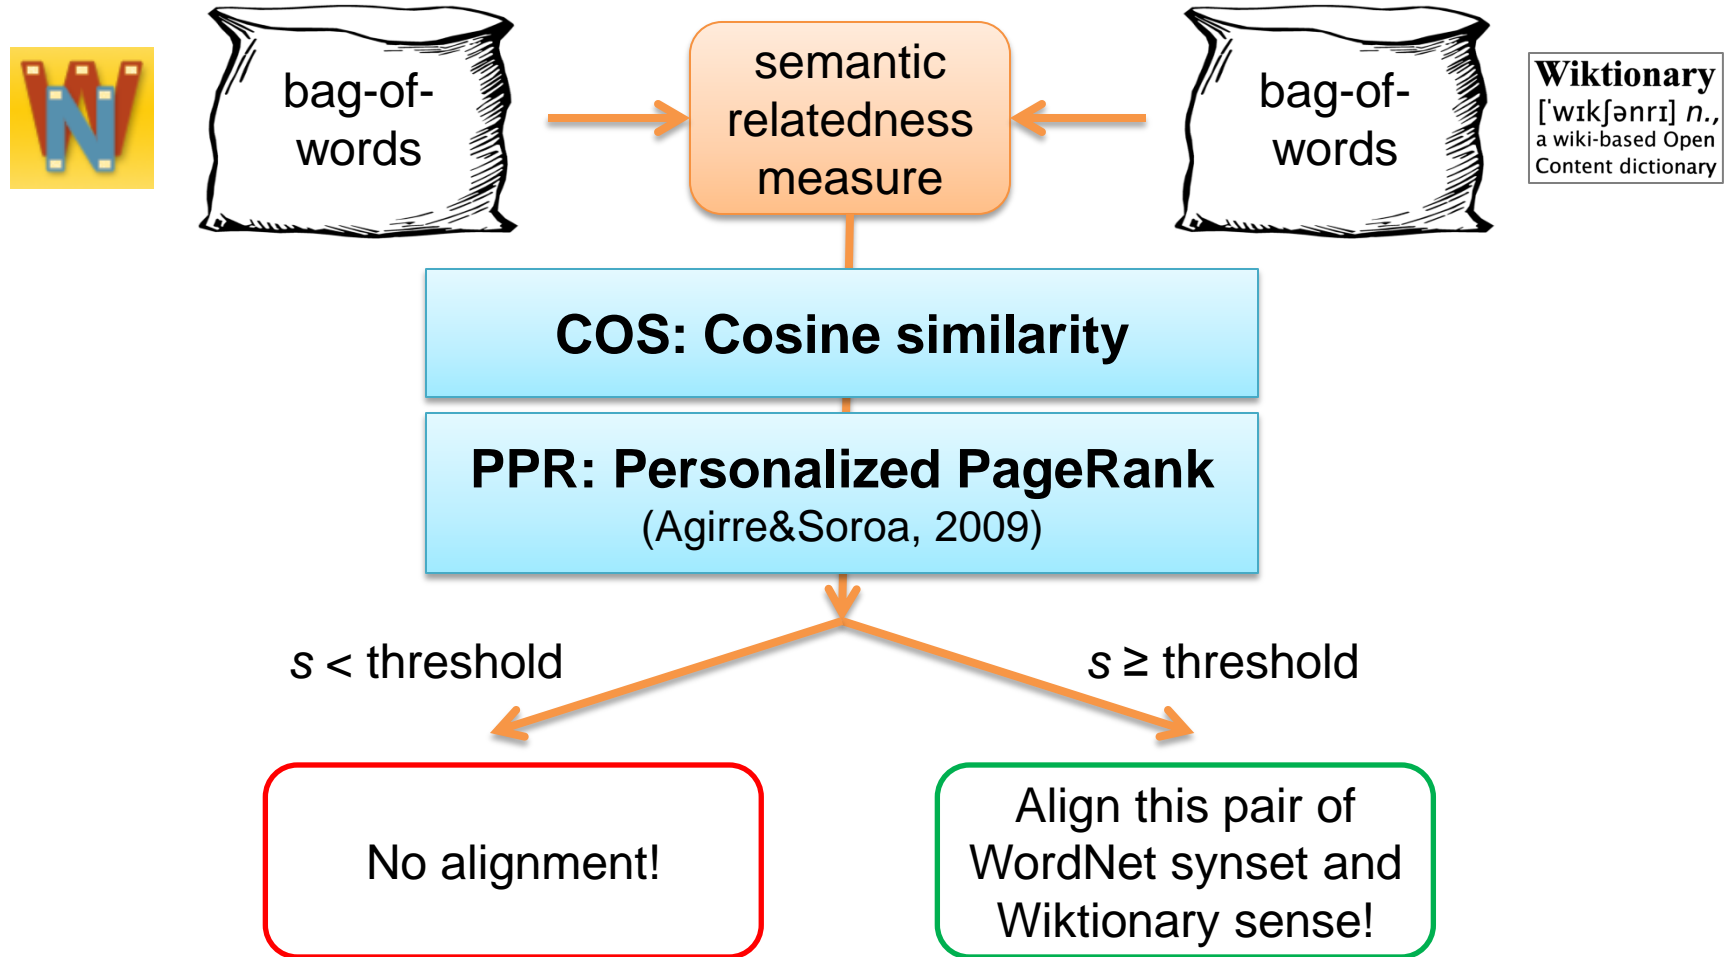 W
N
bag-of-
words
semantic
relatedness
measure
bag-of-
words
Wiktionary
['wɪkʃənrɪ] n.,
a wiki-based Open
Content dictionary
COS: Cosine similarity
PPR: Personalized PageRank
(Agirre&Soroa, 2009)
s < threshold
s ≥ threshold
No alignment!
Align this pair of
WordNet synset and
Wiktionary sense!